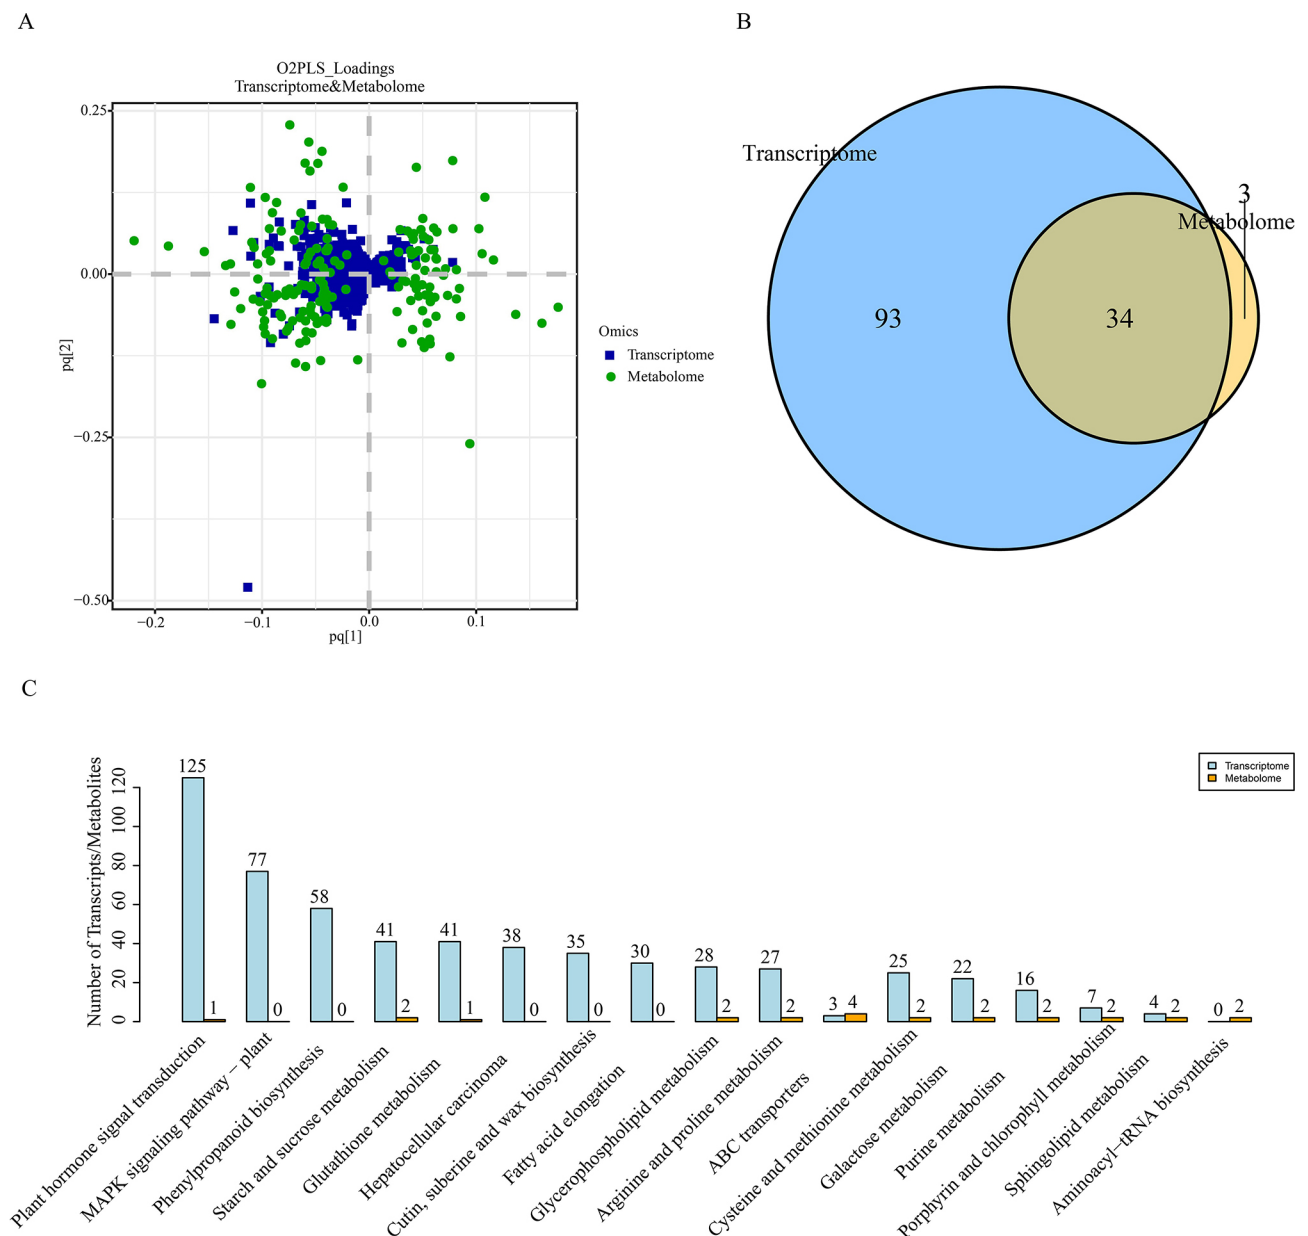 A
O2PLS_Loadings
Transcriptome&Metabolome
0.25
0.00
−0.25
−0.50
pq[2]
−0.2
−0.1
0.0
0.1
pq[1]
Omics
Transcriptome
Metabolome
B
Transcriptome
3
Metabolome
93
34
C
Number of Transcripts/Metabolites
120
100
80
60
40
20
0
Transcriptome
Metabolome
125
1
77
0
58
0
41
2
41
1
38
0
35
0
30
0
28
2
27
2
3
4
25
2
22
2
16
2
7
2
4
2
0
2
Plant hormone signal transduction
MAPK signaling pathway − plant
Phenylpropanoid biosynthesis
Starch and sucrose metabolism
Glutathione metabolism
Hepatocellular carcinoma
Cutin, suberine and wax biosynthesis
Fatty acid elongation
Glycerophospholipid metabolism
Arginine and proline metabolism
ABC transporters
Cysteine and methionine metabolism
Galactose metabolism
Purine metabolism
Porphyrin and chlorophyll metabolism
Sphingolipid metabolism
Aminoacyl−tRNA biosynthesis